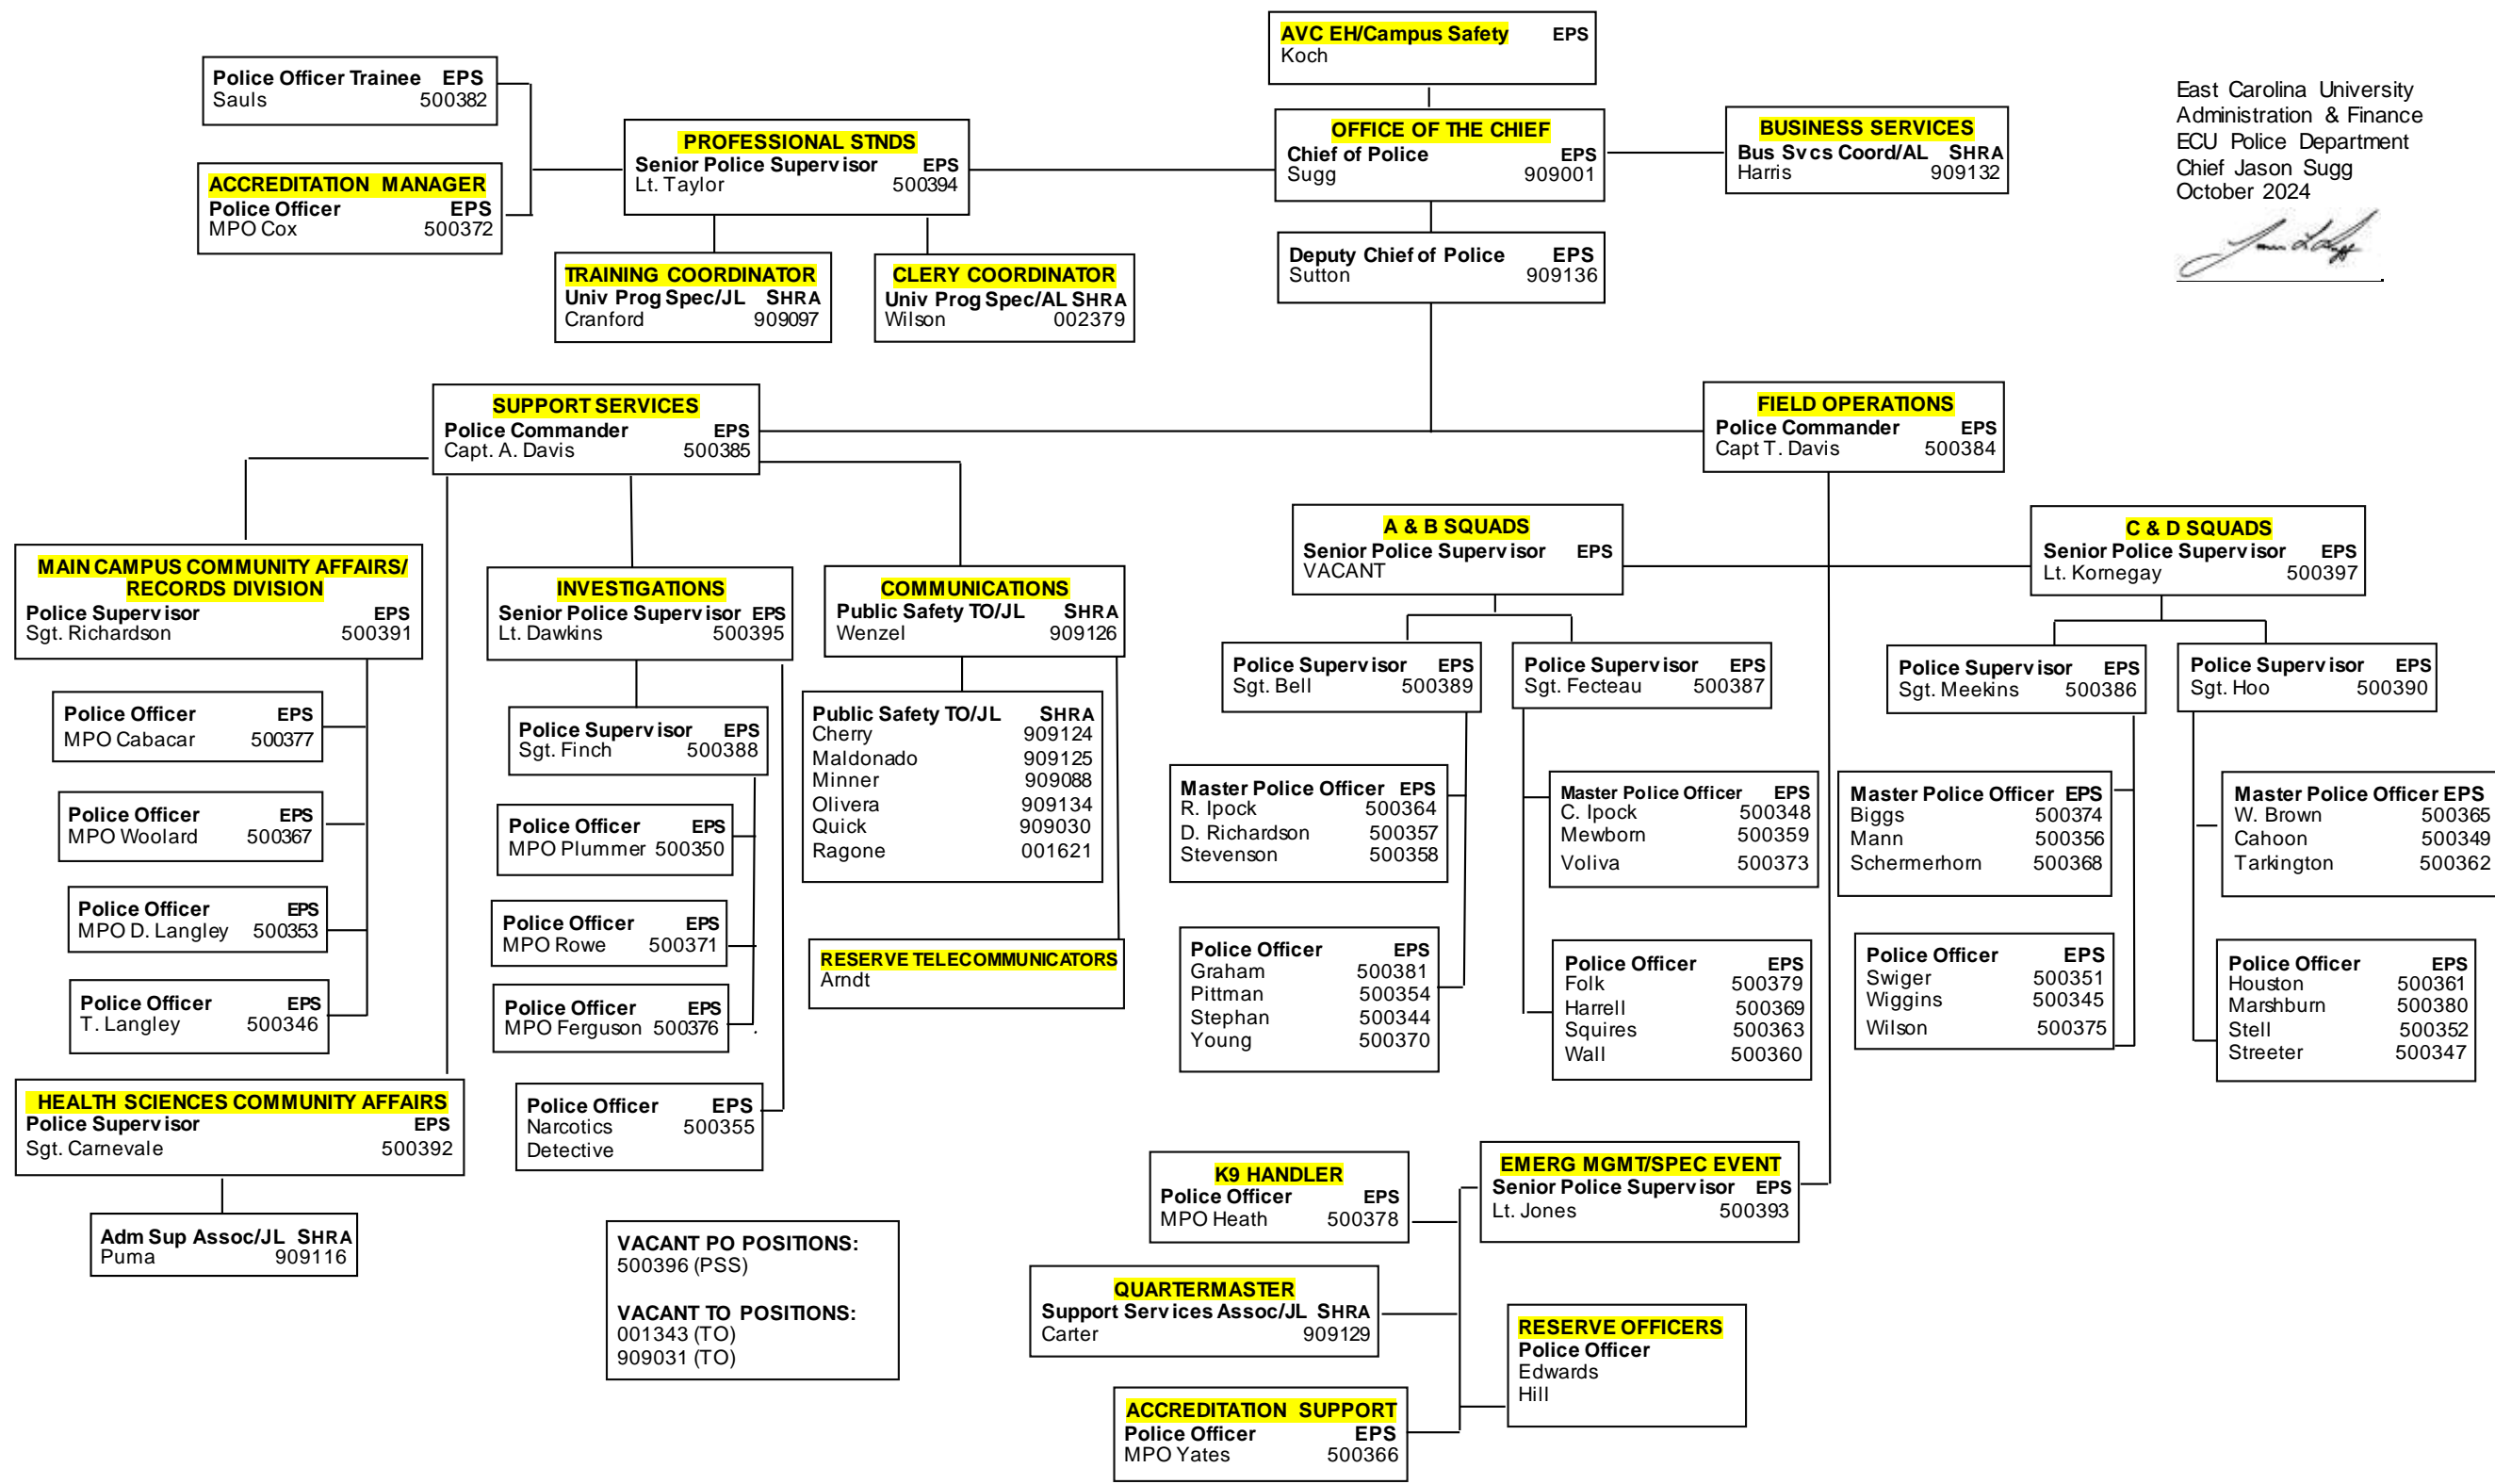 AVC EH/Campus Safety EPS
Koch
East Carolina University
Administration & Finance
ECU Police Department
Chief Jason Sugg
October 2024
Police Officer Trainee EPS
Sauls 500382
ACCREDITATION MANAGER
Police Officer EPS
MPO Cox 500372
PROFESSIONAL STNDS
Senior Police Supervisor EPS
Lt. Taylor 500394
OFFICE OF THE CHIEF
Chief of Police EPS
Sugg 909001
BUSINESS SERVICES
Bus Svcs Coord/AL SHRA
Harris 909132
TRAINING COORDINATOR
Univ Prog Spec/JL SHRA
Cranford 909097
CLERY COORDINATOR
Univ Prog Spec/AL SHRA
Wilson 002379
Deputy Chief of Police EPS
Sutton 909136
SUPPORT SERVICES
Police Commander EPS
Capt. A. Davis 500385
FIELD OPERATIONS
Police Commander EPS
Capt T. Davis 500384
MAIN CAMPUS COMMUNITY AFFAIRS/
RECORDS DIVISION
Police Supervisor EPS
Sgt. Richardson 500391
Police Officer EPS
MPO Cabacar 500377
Police Officer EPS
MPO Woolard 500367
Police Officer EPS
MPO D. Langley 500353
Police Officer EPS
T. Langley 500346
HEALTH SCIENCES COMMUNITY AFFAIRS
Police Supervisor EPS
Sgt. Carnevale 500392
Adm Sup Assoc/JL SHRA
Puma 909116
INVESTIGATIONS
Senior Police Supervisor EPS
Lt. Dawkins 500395
Police Supervisor EPS
Sgt. Finch 500388
Police Officer EPS
MPO Plummer 500350
Police Officer EPS
MPO Rowe 500371
Police Officer EPS
MPO Ferguson 500376
Police Officer EPS
Narcotics 500355
Detective
COMMUNICATIONS
Public Safety TO/JL SHRA
Wenzel 909126
Public Safety TO/JL SHRA
Cherry 909124
Maldonado 909125
Minner 909088
Olivera 909134
Quick 909030
Ragone 001621
RESERVE TELECOMMUNICATORS
Arndt
VACANT PO POSITIONS:
500396 (PSS)
VACANT TO POSITIONS:
001343 (TO)
909031 (TO)
A & B SQUADS
Senior Police Supervisor EPS
VACANT
Police Supervisor EPS
Sgt. Bell 500389
Master Police Officer EPS
R. Ipock 500364
D. Richardson 500357
Stevenson 500358
Police Officer EPS
Graham 500381
Pittman 500354
Stephan 500344
Young 500370
Police Supervisor EPS
Sgt. Fecteau 500387
Master Police Officer EPS
C. Ipock 500348
Mewborn 500359
Voliva 500373
Police Officer EPS
Folk 500379
Harrell 500369
Squires 500363
Wall 500360
C & D SQUADS
Senior Police Supervisor EPS
Lt. Kornegay 500397
Police Supervisor EPS
Sgt. Meekins 500386
Master Police Officer EPS
Biggs 500374
Mann 500356
Schermerhorn 500368
Police Officer EPS
Swiger 500351
Wiggins 500345
Wilson 500375
Police Supervisor EPS
Sgt. Hoo 500390
Master Police Officer EPS
W. Brown 500365
Cahoon 500349
Tarkington 500362
Police Officer EPS
Houston 500361
Marshburn 500380
Stell 500352
Streeter 500347
EMERG MGMT/SPEC EVENT
Senior Police Supervisor EPS
Lt. Jones 500393
K9 HANDLER
Police Officer EPS
MPO Heath 500378
QUARTERMASTER
Support Services Assoc/JL SHRA
Carter 909129
ACCREDITATION SUPPORT
Police Officer EPS
MPO Yates 500366
RESERVE OFFICERS
Police Officer
Edwards
Hill